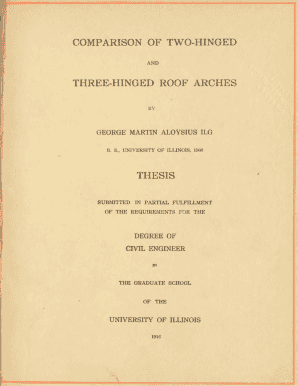 COMPARISON OF TWO-HINGED
AND
THREE-HINGED ROOF ARCHES
BY
GEORGE MARTIN ALOYSIUS ILG
B. S., UNIVERSITY OF ILLINOIS,
THESIS
SUBMITTED IN PARTIAL FULFILLMENT
OF THE REQUIREMENTS FOR THE
DEGREE OF
CIVIL ENGINEER
IN
THE GRADUATE SCHOOL
OF THE
UNIVERSITY OF ILLINOIS